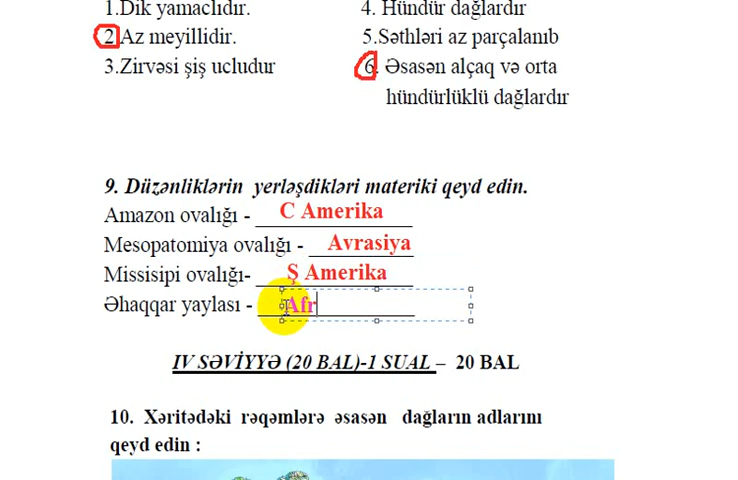 1.Dik yamaclıdır.
4. Hündür dağlardır
2.Az meyillidir.
5.Səthləri az parçalanıb
3.Zirvəsi şiş ucludur
6. Əsasən alçaq və orta
hündürlüklü dağlardır
9. Düzənliklərin yerləşdikləri materiki qeyd edin.
Amazon ovalığı - C Amerika
Mesopatomiya ovalığı - Avrasiya
Missisipi ovalığı- Ş Amerika
Əhaqqar yaylası - Afr
IV SƏVİYYƏ (20 BAL)-1 SUAL – 20 BAL
10. Xəritədəki rəqəmlərə əsasən dağların adlarını
qeyd edin :